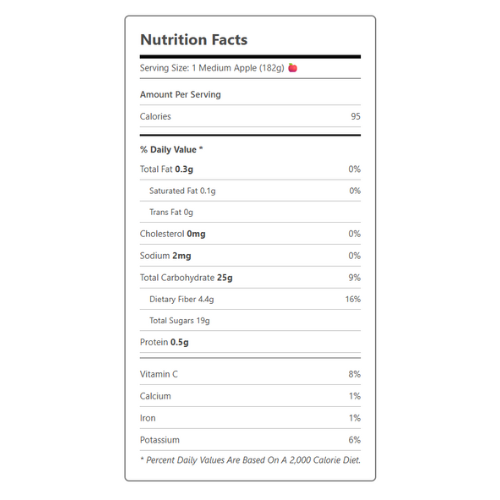 Nutrition Facts
Serving Size: 1 Medium Apple (182g) 🍎
Amount Per Serving
Calories 95
% Daily Value *
Total Fat 0.3g 0%
Saturated Fat 0.1g 0%
Trans Fat 0g
Cholesterol 0mg 0%
Sodium 2mg 0%
Total Carbohydrate 25g 9%
Dietary Fiber 4.4g 16%
Total Sugars 19g
Protein 0.5g
Vitamin C 8%
Calcium 1%
Iron 1%
Potassium 6%
* Percent Daily Values Are Based On A 2,000 Calorie Diet.